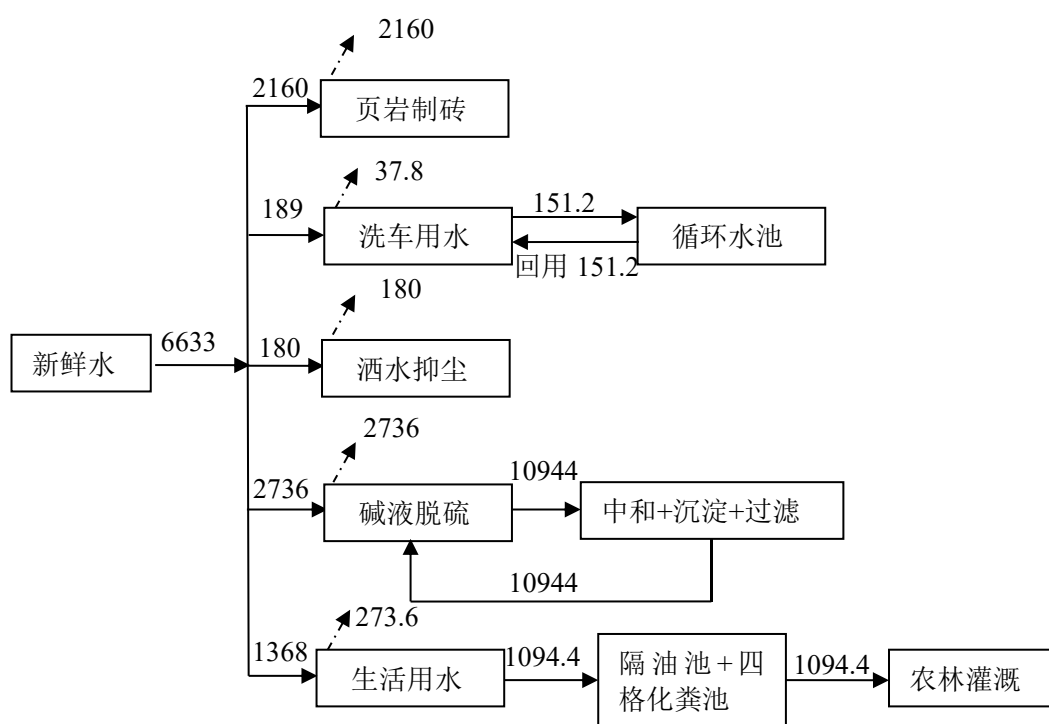 2160
2160
页岩制砖
37.8
189
洗车用水
151.2
循环水池
回用 151.2
180
新鲜水
6633
180
洒水抑尘
2736
2736
碱液脱硫
10944
中和+沉淀+过滤
10944
273.6
1368
生活用水
1094.4
隔油池+四
格化粪池
1094.4
农林灌溉